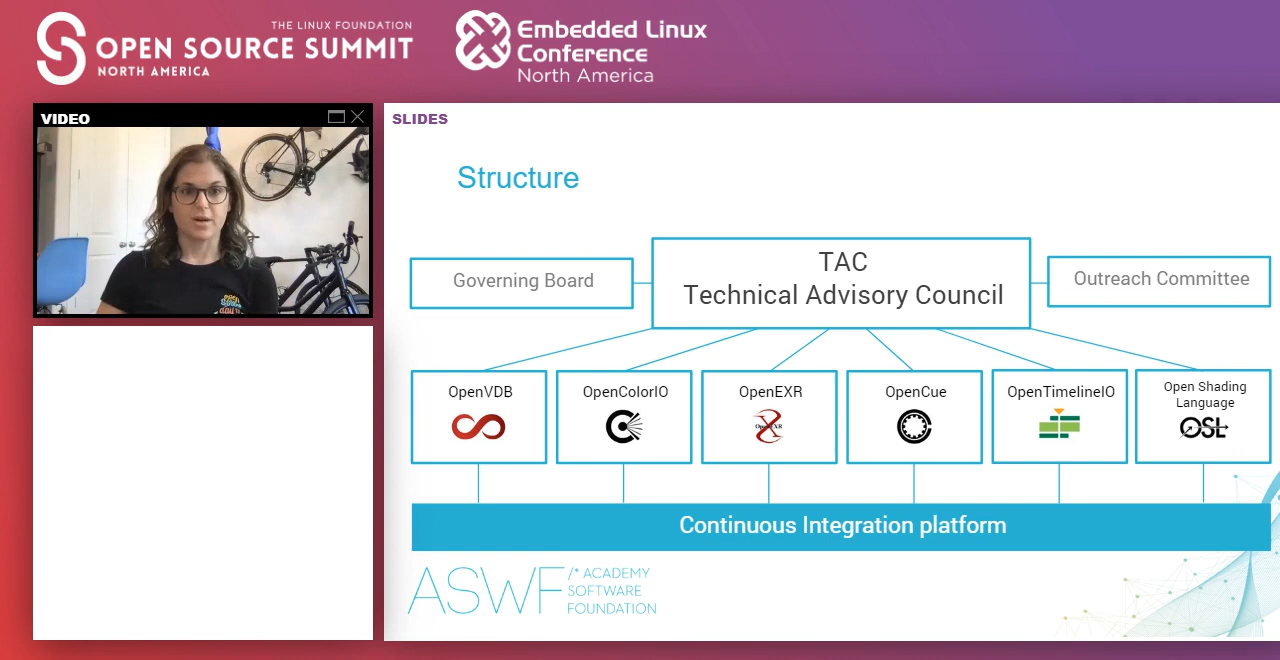 THE LINUX FOUNDATION
OPEN SOURCE SUMMIT
NORTH AMERICA
Embedded Linux
Conference
North America
VIDEO
SLIDES
Structure
Governing Board
TAC
Technical Advisory Council
Outreach Committee
OpenVDB
OpenColorIO
OpenEXR
OpenEXR
OpenCue
OpenTimelineIO
Open Shading
Language
OSL
Continuous Integration platform
ASWF
/* ACADEMY
SOFTWARE
FOUNDATION